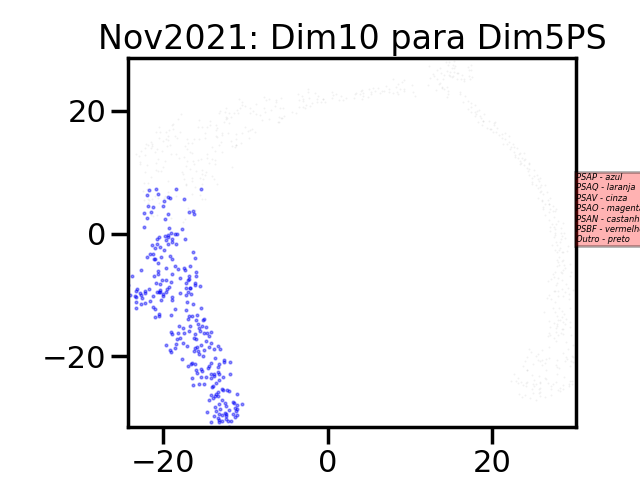 Nov2021: Dim10 para Dim5PS
20
0
−20
−20
0
20
PSAP - azul
PSAQ - laranja
PSAV - cinza
PSAO - magent
PSAN - castanh
PSBF - vermelh
Outro - preto